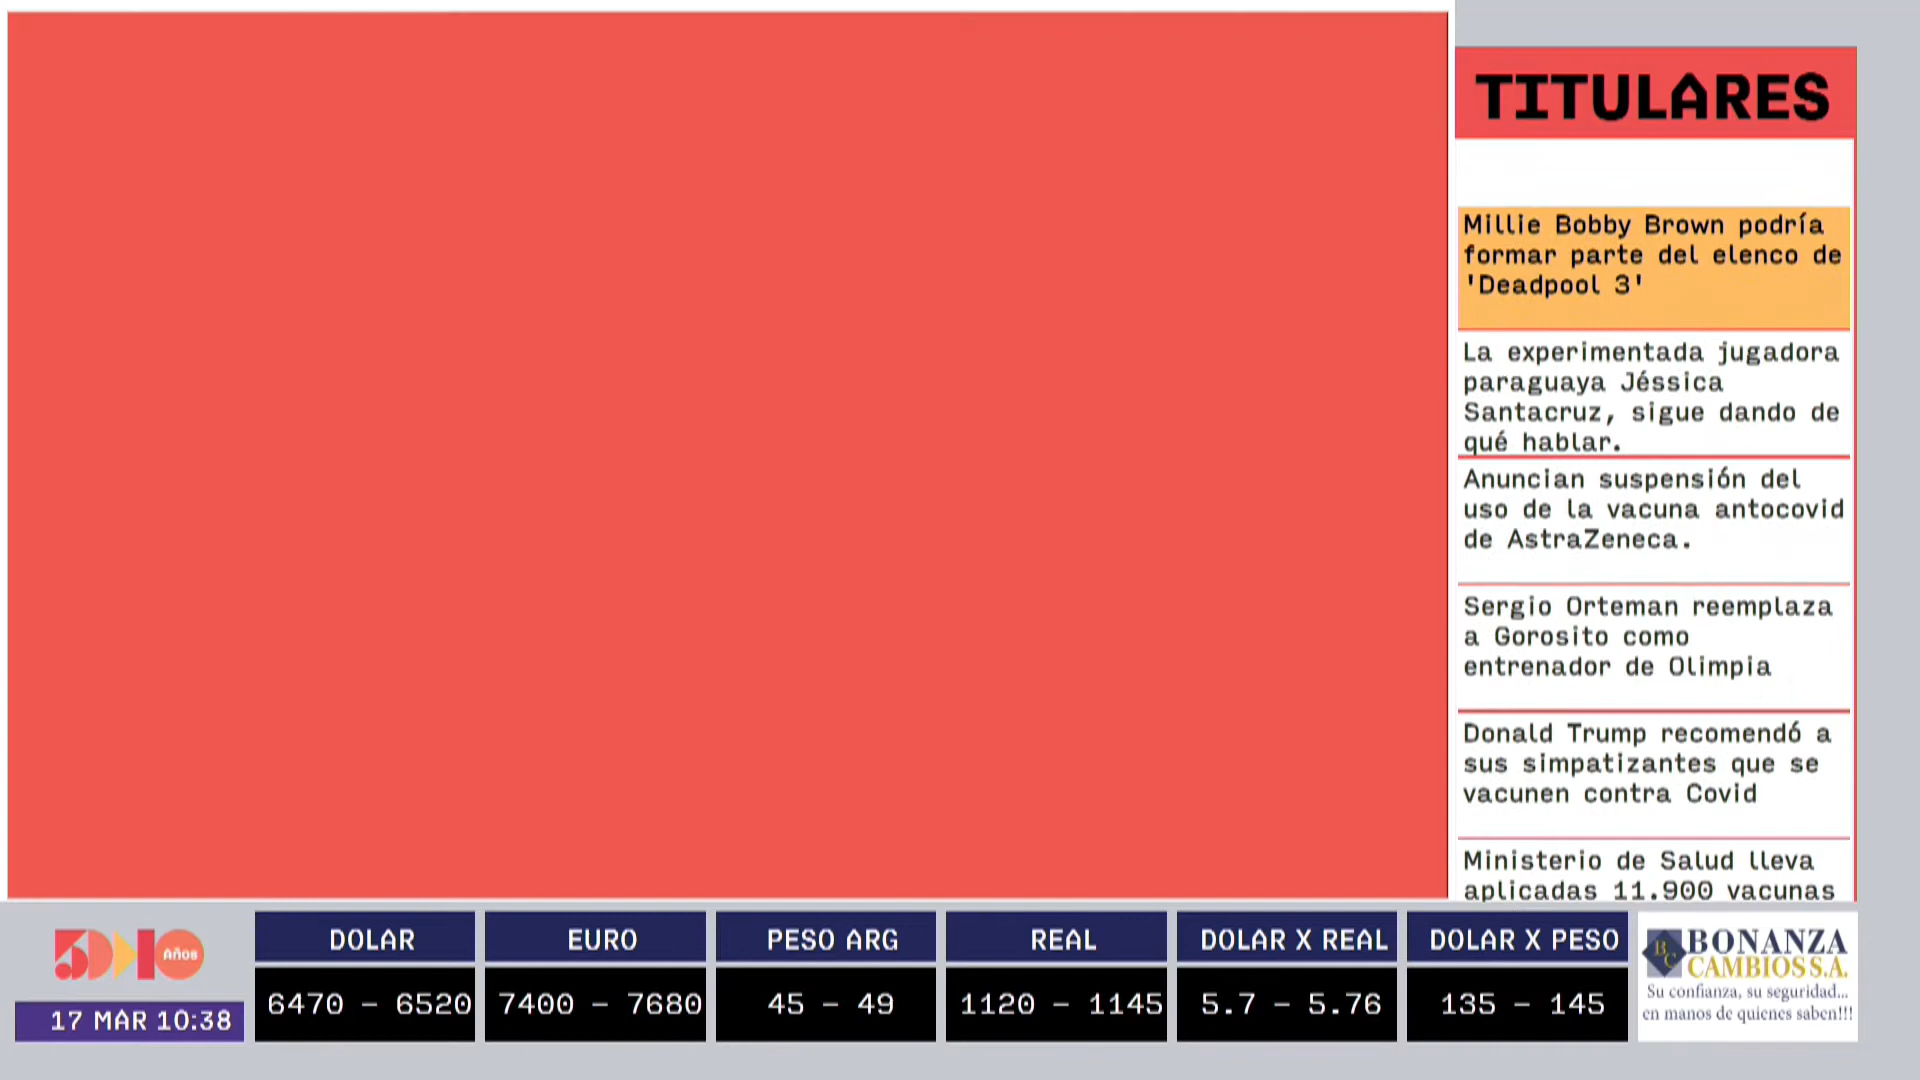 TITULARES
Millie Bobby Brown podría
formar parte del elenco de
'Deadpool 3'
La experimentada jugadora
paraguaya Jéssica
Santacruz, sigue dando de
qué hablar.
Anuncian suspensión del
uso de la vacuna antocovid
de AstraZeneca.
Sergio Orteman reemplaza
a Gorosito como
entrenador de Olimpia
Donald Trump recomendó a
sus simpatizantes que se
vacunen contra Covid
Ministerio de Salud lleva
aplicadas 11.900 vacunas
Años
17 MAR 10:38
DOLAR
6470 - 6520
EURO
7400 - 7680
PESO ARG
45 - 49
REAL
1120 - 1145
DOLAR X REAL
5.7 - 5.76
DOLAR X PESO
135 - 145
BC
BONANZA
CAMBIOS S.A.
Su confianza, su seguridad...
en manos de quienes saben!!!